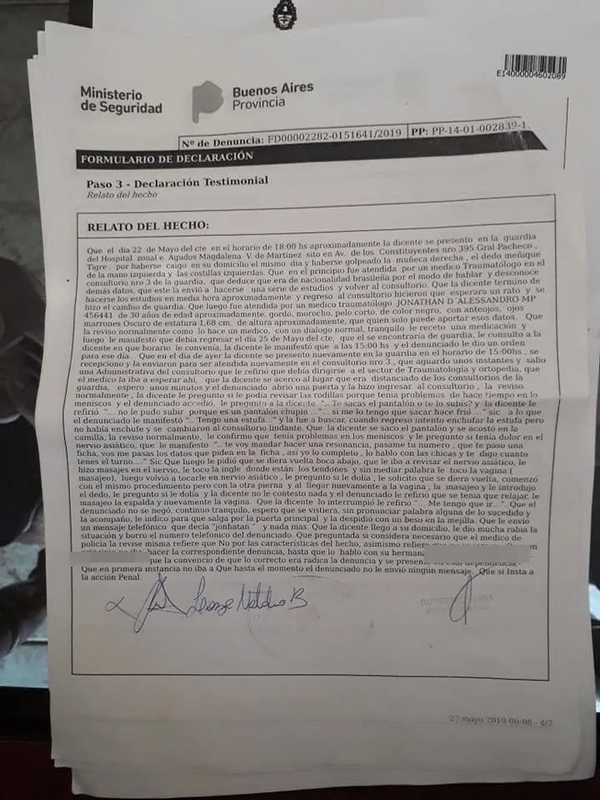 E14000004602089
Ministerio
de Seguridad
Buenos Aires
Provincia
Nº de Denuncia: FD00002282-0151641/2019 PP: PP-14-01-002839-1
FORMULARIO DE DECLARACIÓN
Paso 3 - Declaración Testimonial
Relato del hecho
RELATO DEL HECHO:
Que el dia 22 de Mayo del cte en el horario de 18:00 hs aproximadamente la dicente se presento en la guardia
del Hospital zonal e Agudos Magdalena V. de Martínez sito en Av. de los Constituyentes nro 395 Gral Pacheco,
Tigre, por haberse caigo en su domicilio el mismo dia y haberse golpeado la muñeca derecha, el dedo meñique
de la mano izquierda y las costillas izquierdas. Que en el principio fue atendida por un medico Traumatólogo en el
consultorio nro 3 de la guardia, que deduce que era de nacionalidad brasileña por el modo de hablar y desconoce
demás datos, que este la envió a hacerse una serie de estudios y volver al consultorio. Que la dicente termino de
hacerse los estudios en media hora aproximadamente y regreso al consultorio hicieron que esperara un rato y se
hizo el cambio de guardia. Que luego fue atendida por un medico traumatólogo JONATHAN D´ALESSANDRO MP
456441 de 30 años de edad aproximadamente, gordo, morocho, pelo corto, de color negro, con anteojos, ojos
marrones Oscuro de estatura 1,68 cm. de altura aproximadamente, que quien solo puede aportar esos datos. Que
la reviso normalmente como lo hace un medico, con un dialogo normal, tranquilo le receto una medicación y
luego le manifestó que debía regresar el día 25 de Mayo del cte, que el se encontraría de guardia, le consulto a la
dicente en que horario le convenía, la dicente le manifestó que a las 15:00 hs y el denunciado le dio un orden
para ese día. Que en el día de ayer la dicente se presento nuevamente en la guardia en el horario de 15:00hs, se
recepciono y la enviaron para ser atendida nuevamente en el consultorio nro 3, que aguardo unos instantes y salio
una Administrativa del consultorio que le refirió que debía dirigirse a el sector de Traumatología y ortopedia, que
el medico la iba a esperar ahí, que la dicente se acerco al lugar que era distanciado de los consultorios de la
guardia, espero unos minutos y el denunciado abrió una puerta y la hizo ingresar al consultorio, la reviso
normalmente, la dicente le pregunto si le podía revisar las rodillas porque tenia problemas de hace tiempo en lo
meniscos y el denunciado accedió, le pregunto a la dicente "... Te sacas el pantalón o te lo subis? y la dicente le
refirió "... no le pudo subir porque es un pantalón chupin ..." .. si me lo tengo que sacar hace frió ..." sic a lo que
el denunciado le manifestó ".. Tengo una estufa ..." y la fue a buscar, cuando regreso intento enchufar la estufa pero
no había enchufe y se cambiaron al consultorio lindante. Que la dicente se saco el pantalón y se acostó en la
camilla, la reviso normalmente, le confirmo que tenia problemas en los meniscos y le pregunto si tenia dolor en el
nervio asiático, que le manifestó "... te voy mandar hacer una resonancia, pasame tu numero, que te paso una
ficha, vos me pasas los datos que piden en la ficha, asi yo lo completo, lo hablo con las chicas y te digo cuanto
tenes el turno...." Sic Que luego le pidió que se diera vuelta boca abajo, que le iba a revisar el nervio asiático, le
hizo masajes en el nervio, le toco la ingle donde están los tendones y sin mediar palabra le toco la vagina (
masajes), luego volvió a tocarle en nervio asiático, le pregunto si le dolía, le solicito que se diera vuelta, comenzó
con el mismo procedimiento pero con la otra pierna y al llegar nuevamente a la vagina, la masajeo y le introdujo
el dedo, le pregunto si le dolía y la dicente no le contesto nada y el denunciado le refirió que se tenia que relajar, le
masajeo la espalda y nuevamente la vagina. Que la dicente lo interrumpió le refirió "... Me tengo que ir...". Que el
denunciado no se negó, continuo tranquilo, espero que se vistiera, sin pronunciar palabra alguna de lo sucedido y
la acompaño, le indico para que salga por la puerta principal y la despidió con un beso en la mejilla. Que le envio
un mensaje telefónico que decía "jonhatan" y nada mas. Que la dicente llego a su domicilio, le dio mucha rabia la
situación y borro el numero telefónico del denunciado. Que preguntada si considera necesario que el medico de
policía la revise misma refiere que No por las características del hecho, asimismo refiere
hacer la correspondiente denuncia, hasta que lo hablo con su herman
que la convencio de que lo correcto era radica la denuncia y se presento
Que en primera instancia no iba a Que hasta el momento el denunciado no le envio ningún mensaje, Que si Insta a
la acción Penal
27 mayo 2019 00:08 - 4/7